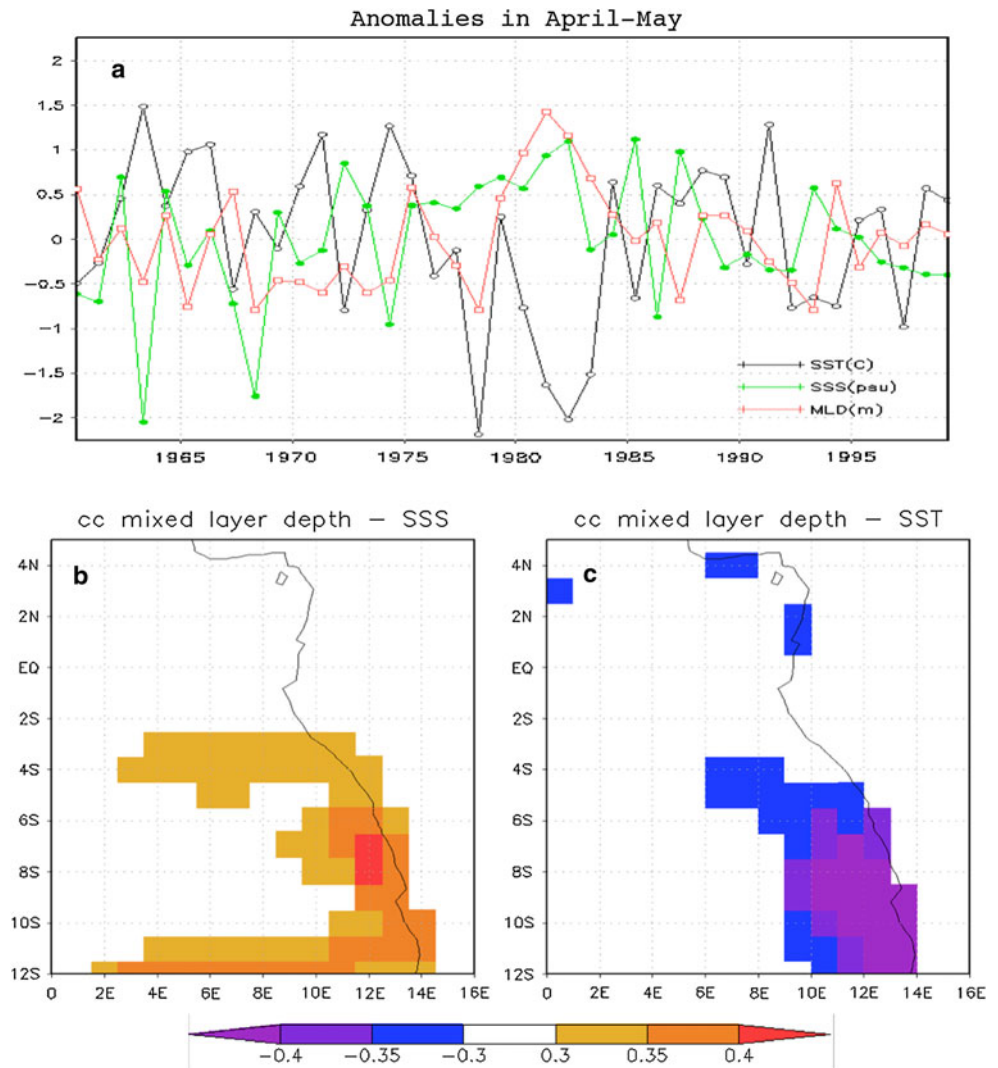 Anomalies in April-May
a
2
1.5
1
0.5
0
−0.5
−1
−1.5
−2
SST(C)
SSS(psu)
MLD(m)
1965 1970 1975 1980 1985 1990 1995
cc mixed layer depth − SSS
b
4N
2N
EQ
2S
4S
6S
8S
10S
12S
0 2E 4E 6E 8E 10E 12E 14E 16E
cc mixed layer depth − SST
c
4N
2N
EQ
2S
4S
6S
8S
10S
12S
0 2E 4E 6E 8E 10E 12E 14E 16E
−0.4 −0.35 −0.3 0.3 0.35 0.4